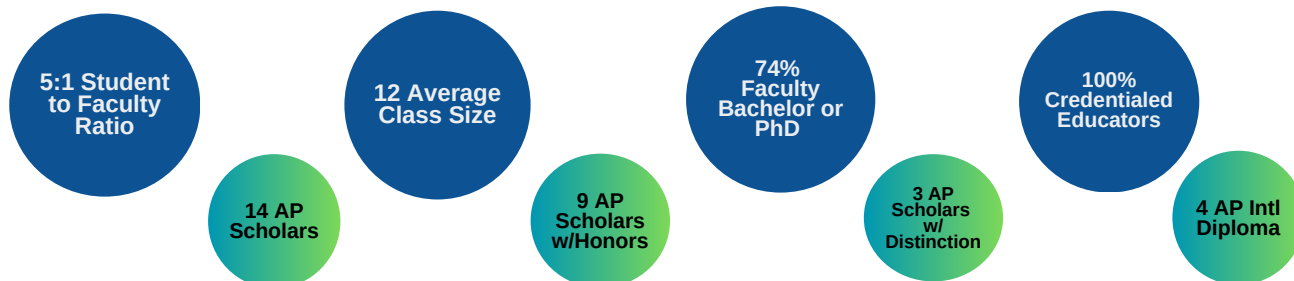 5:1 Student
to Faculty
Ratio
12 Average
Class Size
74%
Faculty
Bachelor or
PhD
100%
Credentialed
Educators
14 AP
Scholars
9 AP
Scholars
w/Honors
3 AP
Scholars
w/
Distinction
4 AP Intl
Diploma